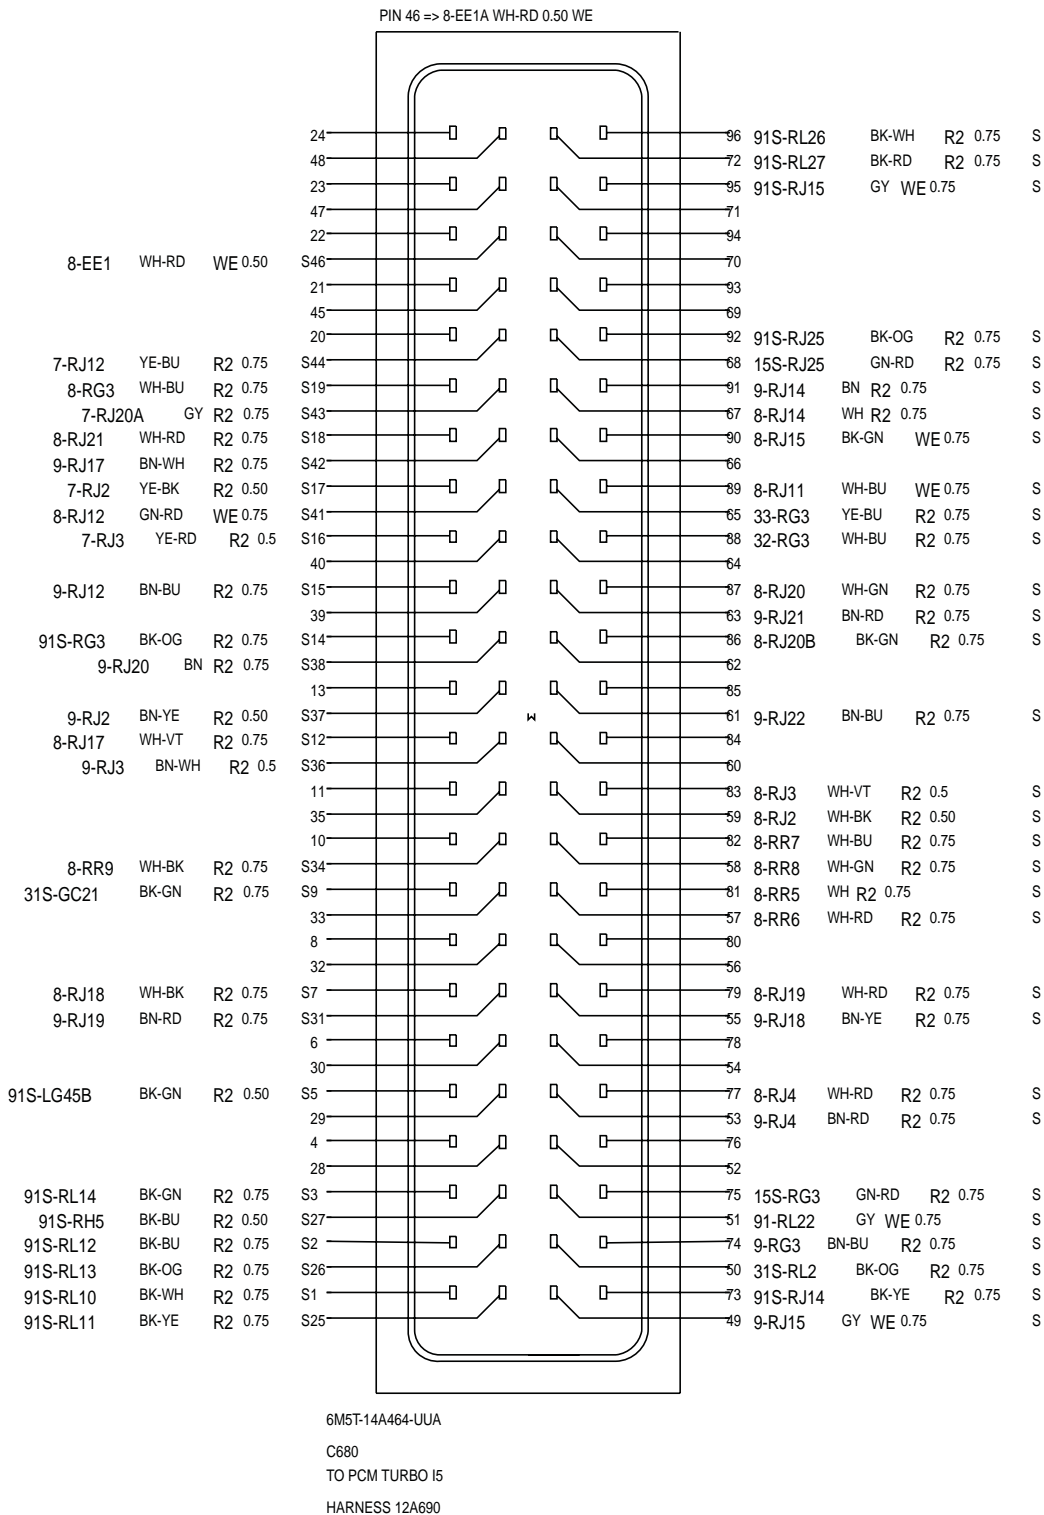 PIN 46 => 8-EE1A WH-RD 0.50 WE
24 96 91S-RL26 BK-WH R2 0.75 S
48 72 91S-RL27 BK-RD R2 0.75 S
23 95 91S-RJ15 GY WE 0.75 S
47 71
22 94
8-EE1 WH-RD WE 0.50 S46 70
21 93
45 69
20 92 91S-RJ25 BK-OG R2 0.75 S
7-RJ12 YE-BU R2 0.75 S44 68 15S-RJ25 GN-RD R2 0.75 S
8-RG3 WH-BU R2 0.75 S19 91 9-RJ14 BN R2 0.75 S
7-RJ20A GY R2 0.75 S43 67 8-RJ14 WH R2 0.75 S
8-RJ21 WH-RD R2 0.75 S18 90 8-RJ15 BK-GN WE 0.75 S
9-RJ17 BN-WH R2 0.75 S42 66
7-RJ2 YE-BK R2 0.50 S17 89 8-RJ11 WH-BU WE 0.75 S
8-RJ12 GN-RD WE 0.75 S41 65 33-RG3 YE-BU R2 0.75 S
7-RJ3 YE-RD R2 0.5 S16 88 32-RG3 WH-BU R2 0.75 S
40 64
9-RJ12 BN-BU R2 0.75 S15 87 8-RJ20 WH-GN R2 0.75 S
39 63 9-RJ21 BN-RD R2 0.75 S
91S-RG3 BK-OG R2 0.75 S14 86 8-RJ20B BK-GN R2 0.75 S
9-RJ20 BN R2 0.75 S38 62
13 85
9-RJ2 BN-YE R2 0.50 S37 61 9-RJ22 BN-BU R2 0.75 S
8-RJ17 WH-VT R2 0.75 S12 84
9-RJ3 BN-WH R2 0.5 S36 60
11 83 8-RJ3 WH-VT R2 0.5 S
35 59 8-RJ2 WH-BK R2 0.50 S
10 82 8-RR7 WH-BU R2 0.75 S
8-RR9 WH-BK R2 0.75 S34 58 8-RR8 WH-GN R2 0.75 S
31S-GC21 BK-GN R2 0.75 S9 81 8-RR5 WH R2 0.75 S
33 57 8-RR6 WH-RD R2 0.75 S
8 80
32 56
8-RJ18 WH-BK R2 0.75 S7 79 8-RJ19 WH-RD R2 0.75 S
9-RJ19 BN-RD R2 0.75 S31 55 9-RJ18 BN-YE R2 0.75 S
6 78
30 54
91S-LG45B BK-GN R2 0.50 S5 77 8-RJ4 WH-RD R2 0.75 S
29 53 9-RJ4 BN-RD R2 0.75 S
4 76
28 52
91S-RL14 BK-GN R2 0.75 S3 75 15S-RG3 GN-RD R2 0.75 S
91S-RH5 BK-BU R2 0.50 S27 51 91-RL22 GY WE 0.75 S
91S-RL12 BK-BU R2 0.75 S2 74 9-RG3 BN-BU R2 0.75 S
91S-RL13 BK-OG R2 0.75 S26 50 31S-RL2 BK-OG R2 0.75 S
91S-RL10 BK-WH R2 0.75 S1 73 91S-RJ14 BK-YE R2 0.75 S
91S-RL11 BK-YE R2 0.75 S25 49 9-RJ15 GY WE 0.75 S
6M5T-14A464-UUA
C680
TO PCM TURBO I5
HARNESS 12A690